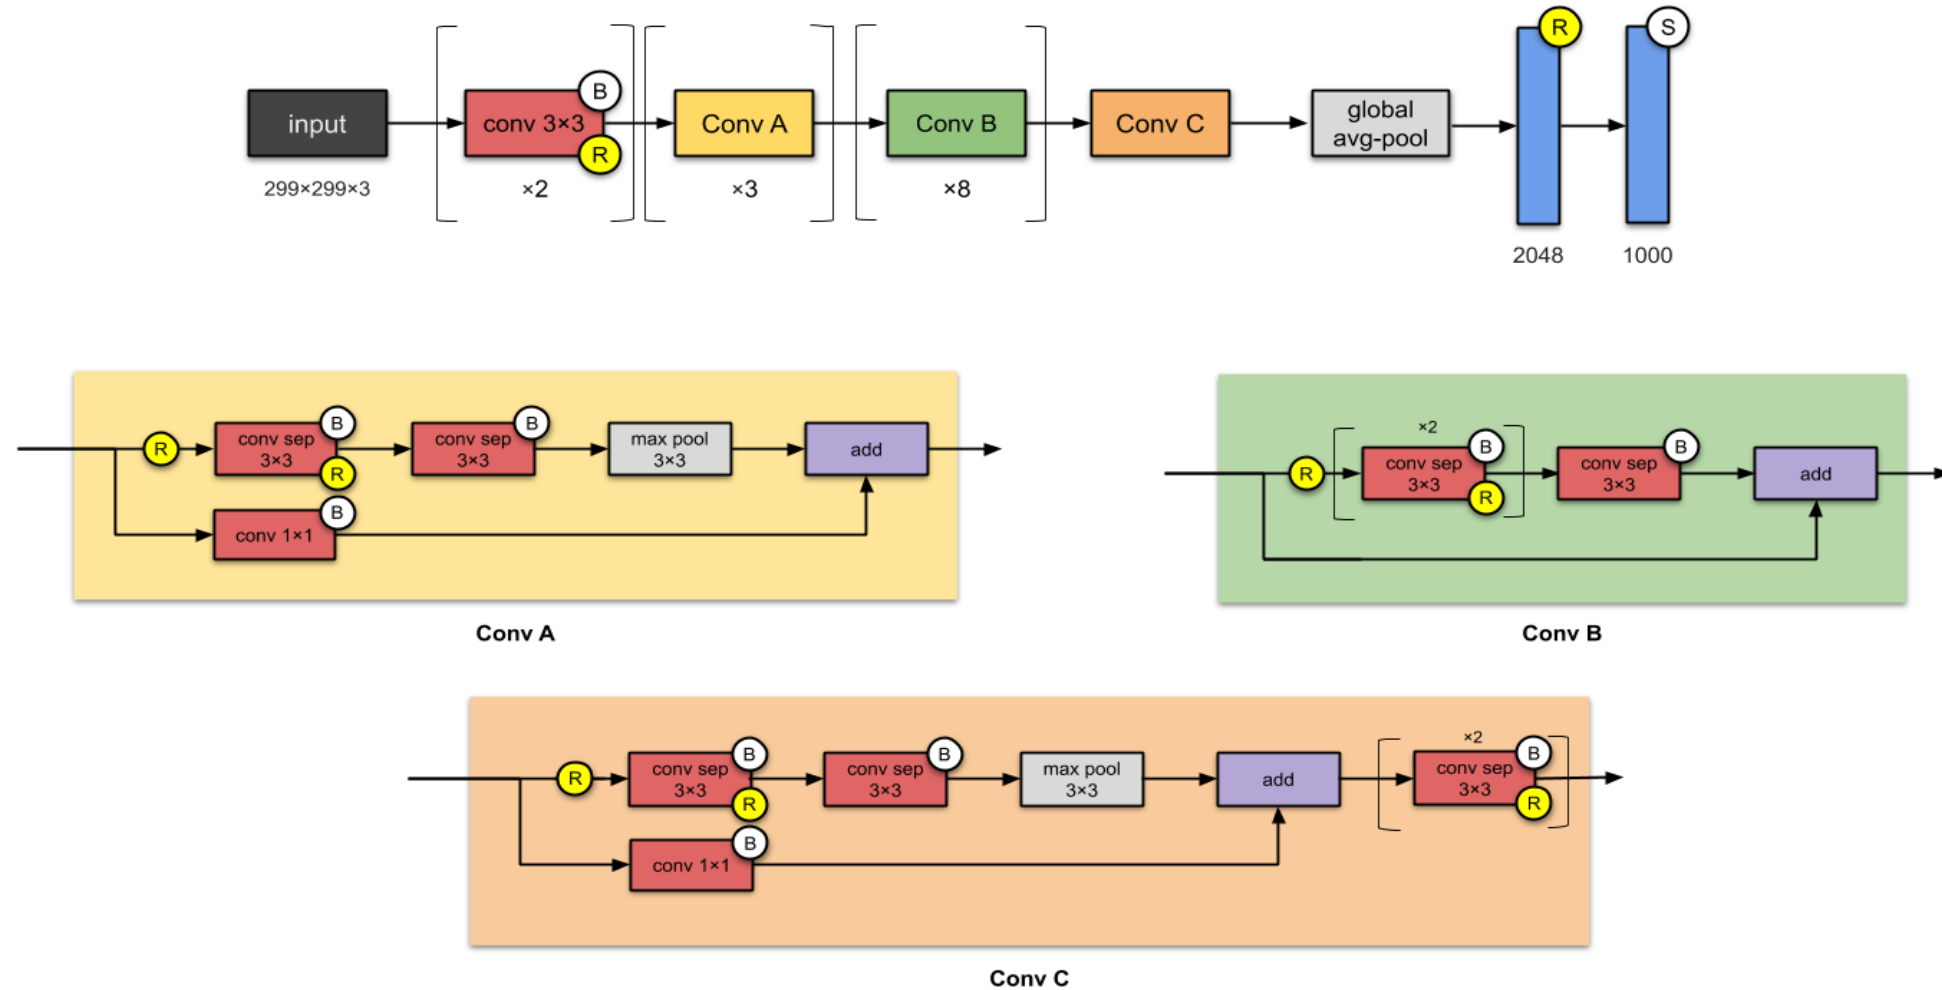 input
299×299×3
conv 3×3
B
R
×2
Conv A
×3
Conv B
×8
Conv C
global
avg-pool
R
2048
S
1000
R
conv sep
3×3
B
R
conv sep
3×3
B
max pool
3×3
add
conv 1×1
B
Conv A
R
×2
conv sep
3×3
B
R
conv sep
3×3
B
add
Conv B
R
conv sep
3×3
B
R
conv sep
3×3
B
max pool
3×3
add
×2
conv sep
3×3
B
R
conv 1×1
B
Conv C